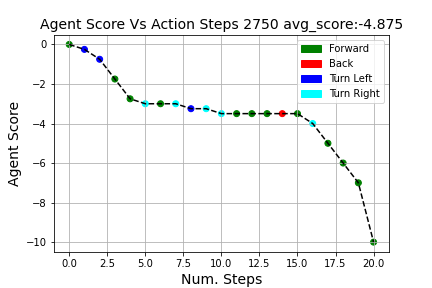 Agent Score Vs Action Steps 2750 avg_score:-4.875
Forward
Back
Turn Left
Turn Right
0
−2
−4
−6
−8
−10
Agent Score
0.0 2.5 5.0 7.5 10.0 12.5 15.0 17.5 20.0
Num. Steps